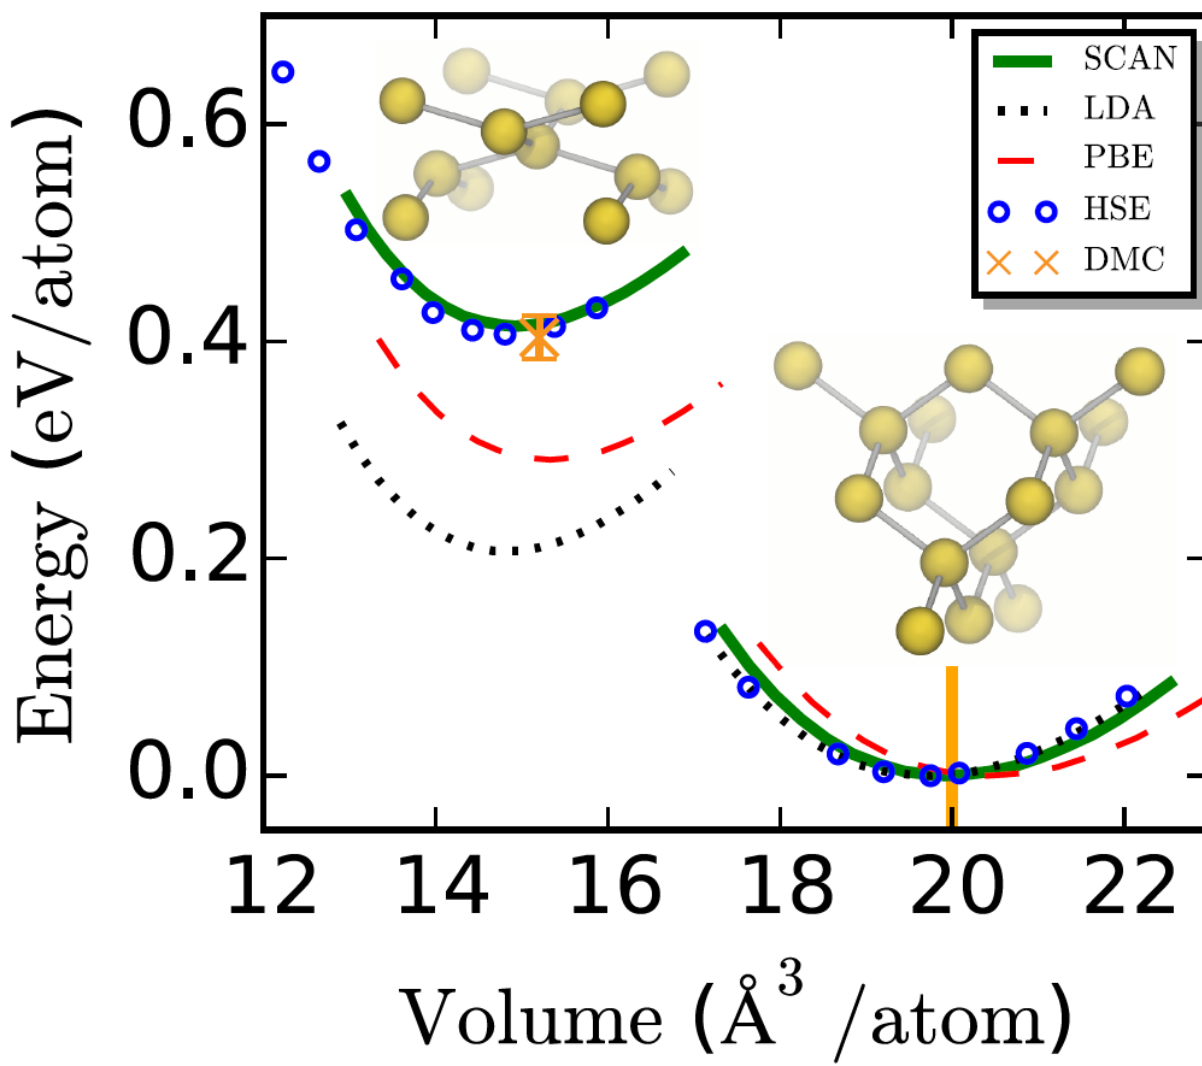 SCAN
LDA
PBE
HSE
DMC
0.6
0.4
0.2
0.0
Energy (eV/atom)
12 14 16 18 20 22
Volume (Å³ /atom)